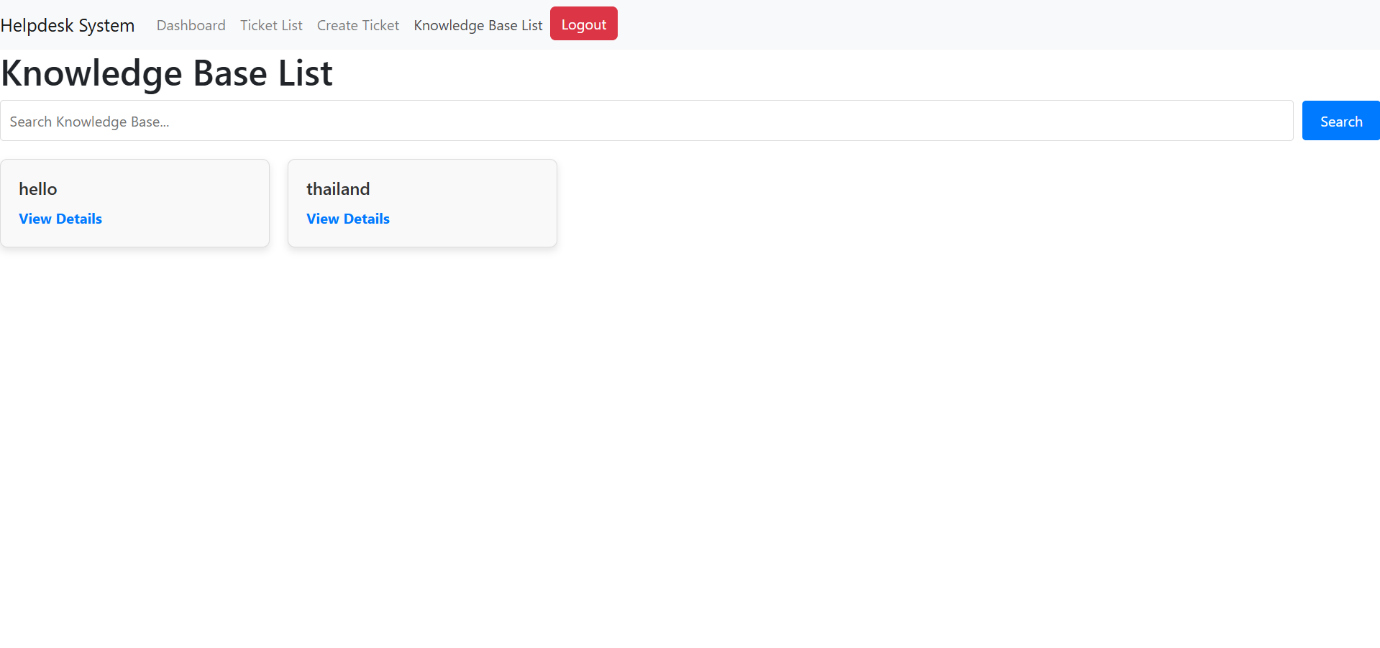 Helpdesk System Dashboard Ticket List Create Ticket Knowledge Base List Logout
Knowledge Base List
Search Knowledge Base... Search
hello thailand
View Details View Details